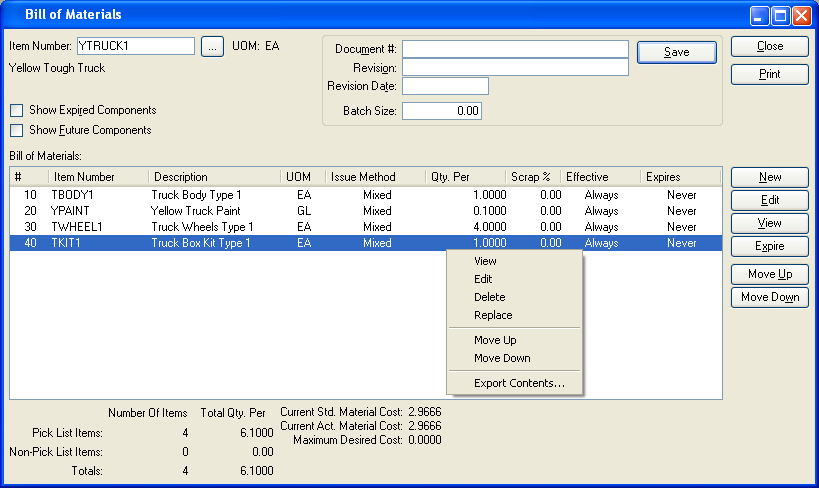 Bill of Materials
Item Number: YTRUCK1 ... UOM: EA
Yellow Tough Truck
Show Expired Components
Show Future Components
Document #:
Revision:
Revision Date:
Batch Size: 0.00
Save
Close
Print
Bill of Materials:
# Item Number Description UOM Issue Method Qty. Per Scrap % Effective Expires
10 TBODY1 Truck Body Type 1 EA Mixed 1.0000 0.00 Always Never
20 YPAINT Yellow Truck Paint GL Mixed 0.1000 0.00 Always Never
30 TWHEEL1 Truck Wheels Type 1 EA Mixed 4.0000 0.00 Always Never
40 TKIT1 Truck Box Kit Type 1 EA Mixed 1.0000 0.00 Always Never
View
Edit
Delete
Replace
Move Up
Move Down
Export Contents...
New
Edit
View
Expire
Move Up
Move Down
Number Of Items Total Qty. Per
Pick List Items: 4 6.1000
Non-Pick List Items: 0 0.00
Totals: 4 6.1000
Current Std. Material Cost: 2.9666
Current Act. Material Cost: 2.9666
Maximum Desired Cost: 0.0000